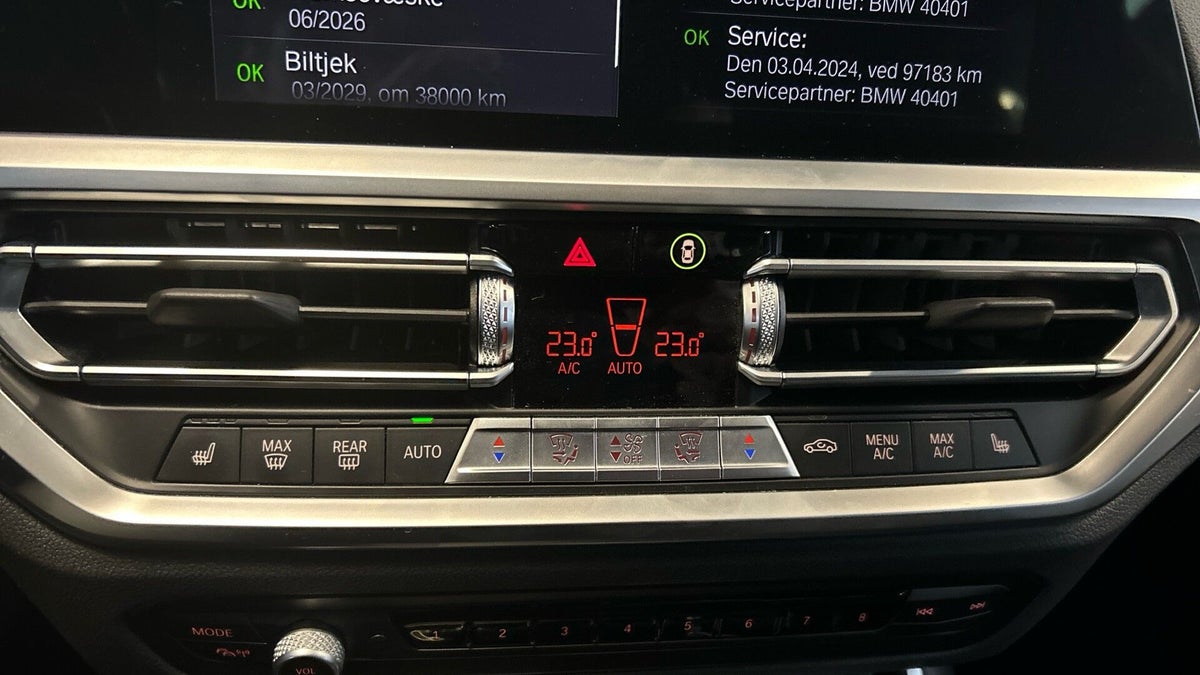 OK
06/2026
OK Biltjek
03/2029, om 38000 km
Servicepartner: BMW 40401
OK Service:
Den 03.04.2024, ved 97183 km
Servicepartner: BMW 40401
23.0° 23.0°
A/C AUTO
MAX
REAR
AUTO
OFF
MENU
A/C
MAX
A/C
MODE
VOL
1 2 3 4 5 6 7 8